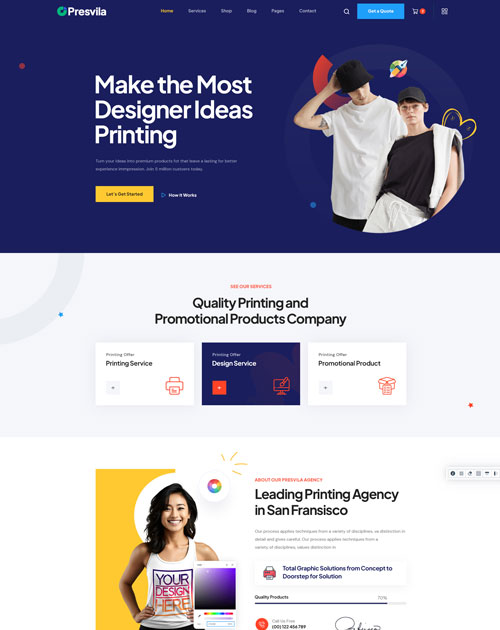 Presvila
Home Services Shop Blog Pages Contact
Get a Quote
2
Make the Most
Designer Ideas
Printing
Turn your ideas into premium products for that leave a lasting for better
experience inmpression. Join 5 million customers today.
Let's Get Started
How it Works
SEE OUR SERVICES
Quality Printing and
Promotional Products Company
Printing Offer
Printing Service
Printing Offer
Design Service
Printing Offer
Promotional Product
ABOUT OUR PRESVILA AGENCY
Leading Printing Agency
in San Fransisco
Our process applies techniques from a variety of disciplines, va distinction in
detail and gives careful. Our process applies techniques from a
variety of disciplines, values distinction in
YOUR
DESIGN
HERE
Total Graphic Solutions from Concept to
Doorstep for Solution
Quality Products
70%
Call Us Free
(00) 122 456 789